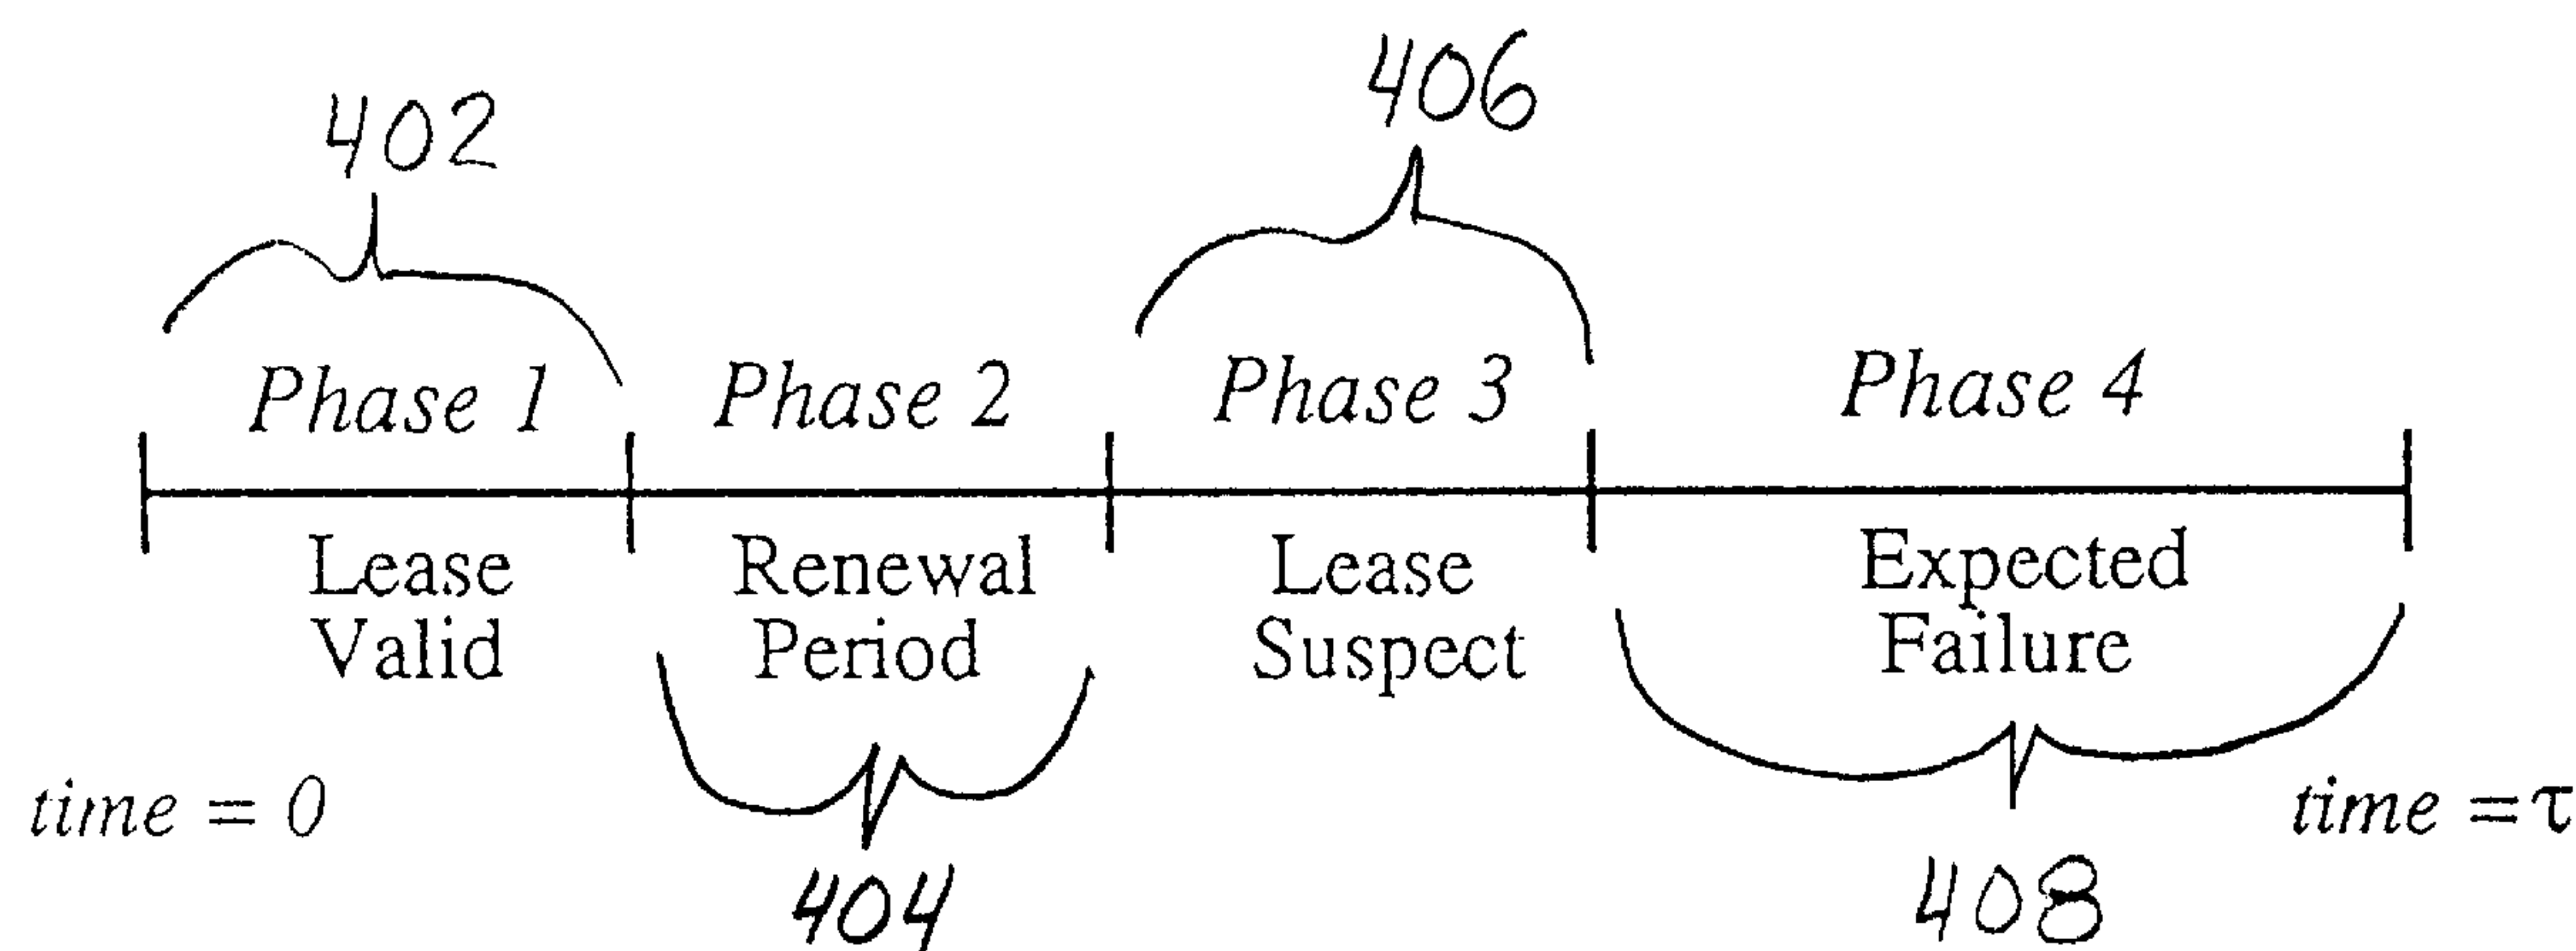 402
406
Phase 1
Phase 2
Phase 3
Phase 4
Lease
Valid
Renewal
Period
Lease
Suspect
Expected
Failure
time = 0
time = τ
404
408